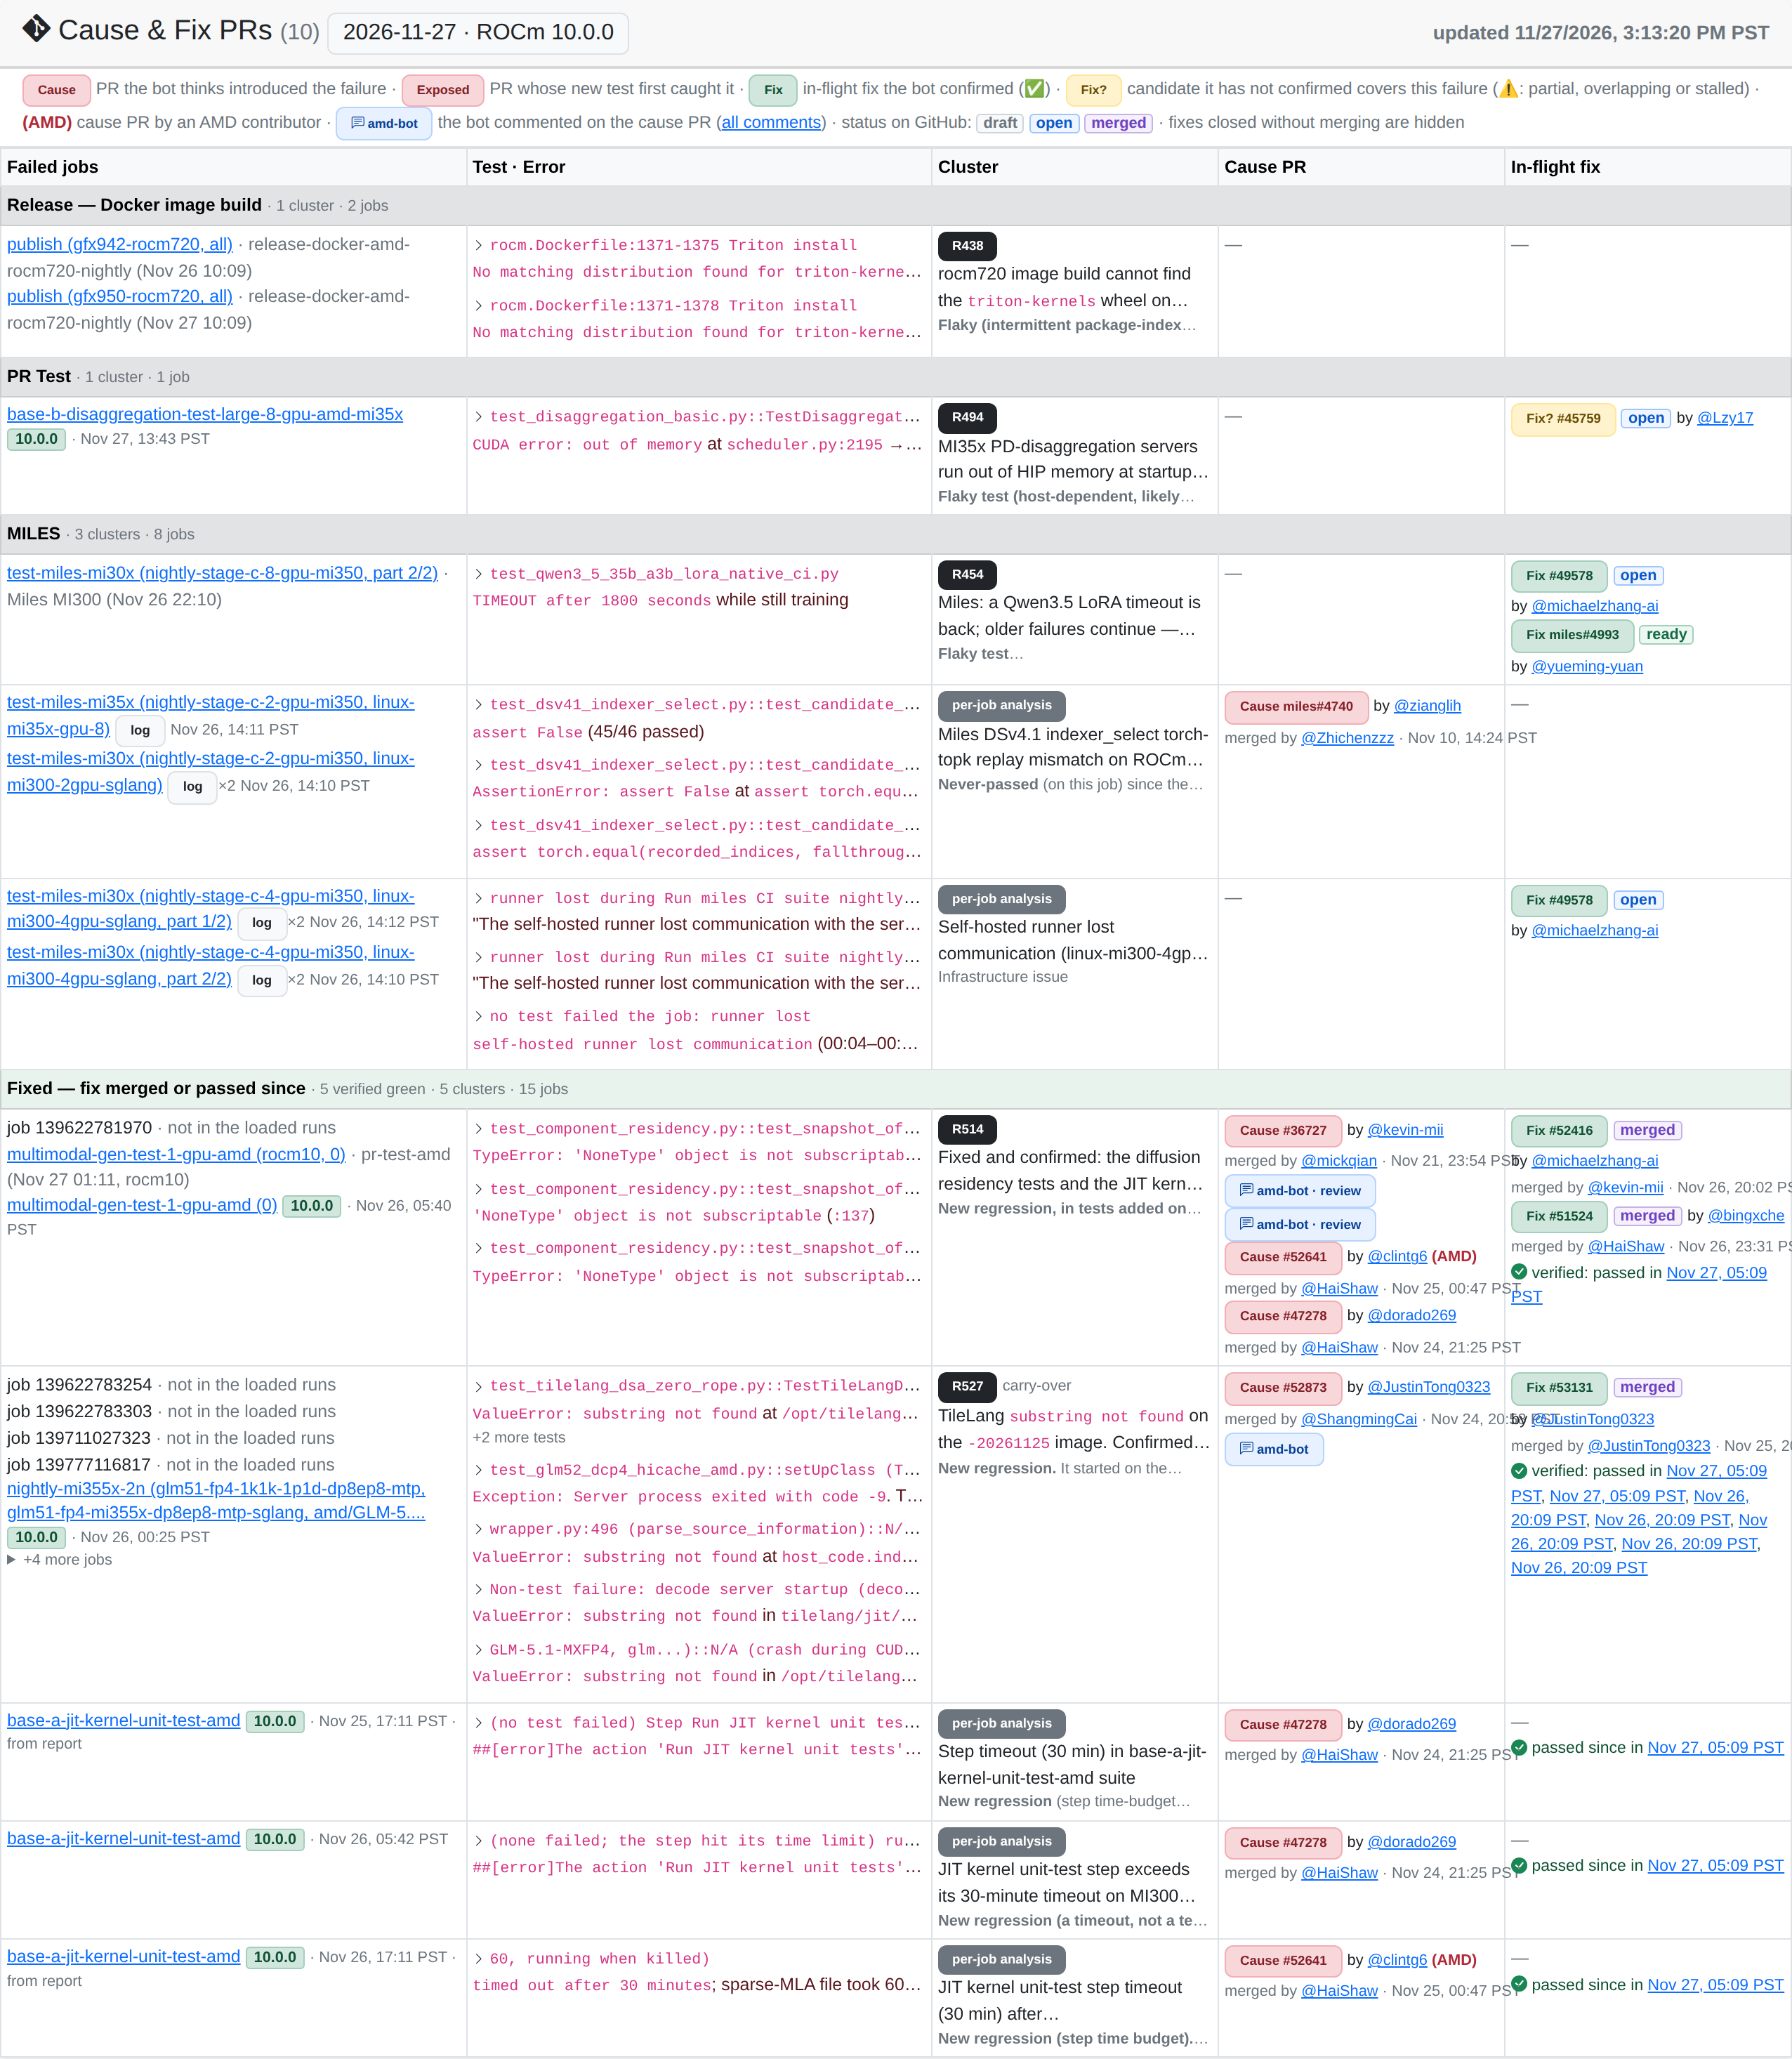 Cause & Fix PRs (10) 2026-11-27 · ROCm 10.0.0
updated 11/27/2026, 3:13:20 PM PST
Cause PR the bot thinks introduced the failure · Exposed PR whose new test first caught it · Fix in-flight fix the bot confirmed (✅) · Fix? candidate it has not confirmed covers this failure (⚠️: partial, overlapping or stalled) ·
(AMD) cause PR by an AMD contributor · amd-bot the bot commented on the cause PR (all comments) · status on GitHub: draft open merged · fixes closed without merging are hidden
Failed jobs
Test · Error
Cluster
Cause PR
In-flight fix
Release — Docker image build · 1 cluster · 2 jobs
publish (gfx942-rocm720, all) · release-docker-amd-
rocm720-nightly (Nov 26 10:09)
publish (gfx950-rocm720, all) · release-docker-amd-
rocm720-nightly (Nov 27 10:09)
rocm.Dockerfile:1371-1375 Triton install
No matching distribution found for triton-kerne...
rocm.Dockerfile:1371-1378 Triton install
No matching distribution found for triton-kerne...
R438
rocm720 image build cannot find
the triton-kernels wheel on…
Flaky (intermittent package-index…
—
—
PR Test · 1 cluster · 1 job
base-b-disaggregation-test-large-8-gpu-amd-mi35x
10.0.0 · Nov 27, 13:43 PST
test_disaggregation_basic.py::TestDisaggregat...
CUDA error: out of memory at scheduler.py:2195 →...
R494
MI35x PD-disaggregation servers
run out of HIP memory at startup…
Flaky test (host-dependent, likely…
—
Fix? #45759 open by @Lzy17
MILES · 3 clusters · 8 jobs
test-miles-mi30x (nightly-stage-c-8-gpu-mi350, part 2/2) ·
Miles MI300 (Nov 26 22:10)
test_qwen3_5_35b_a3b_lora_native_ci.py
TIMEOUT after 1800 seconds while still training
R454
Miles: a Qwen3.5 LoRA timeout is
back; older failures continue —…
Flaky test…
—
Fix #49578 open
by @michaelzhang-ai
Fix miles#4993 ready
by @yueming-yuan
test-miles-mi35x (nightly-stage-c-2-gpu-mi350, linux-
mi35x-gpu-8) log Nov 26, 14:11 PST
test-miles-mi30x (nightly-stage-c-2-gpu-mi350, linux-
mi300-2gpu-sglang) log ×2 Nov 26, 14:10 PST
test_dsv41_indexer_select.py::test_candidate_...
assert False (45/46 passed)
test_dsv41_indexer_select.py::test_candidate_...
AssertionError: assert False at assert torch.equ...
test_dsv41_indexer_select.py::test_candidate_...
assert torch.equal(recorded_indices, fallthroug...
per-job analysis
Miles DSv4.1 indexer_select torch-
topk replay mismatch on ROCm…
Never-passed (on this job) since the…
Cause miles#4740 by @zianglih
merged by @Zhichenzzz · Nov 10, 14:24 PST
—
test-miles-mi30x (nightly-stage-c-4-gpu-mi350, linux-
mi300-4gpu-sglang, part 1/2) log ×2 Nov 26, 14:12 PST
test-miles-mi30x (nightly-stage-c-4-gpu-mi350, linux-
mi300-4gpu-sglang, part 2/2) log ×2 Nov 26, 14:10 PST
runner lost during Run miles CI suite nightly...
"The self-hosted runner lost communication with the ser...
runner lost during Run miles CI suite nightly...
"The self-hosted runner lost communication with the ser...
no test failed the job: runner lost
self-hosted runner lost communication (00:04–00:...
per-job analysis
Self-hosted runner lost
communication (linux-mi300-4gp…
Infrastructure issue
—
Fix #49578 open
by @michaelzhang-ai
Fixed — fix merged or passed since · 5 verified green · 5 clusters · 15 jobs
job 139622781970 · not in the loaded runs
multimodal-gen-test-1-gpu-amd (rocm10, 0) · pr-test-amd
(Nov 27 01:11, rocm10)
multimodal-gen-test-1-gpu-amd (0) 10.0.0 · Nov 26, 05:40
PST
test_component_residency.py::test_snapshot_of...
TypeError: 'NoneType' object is not subscriptab...
test_component_residency.py::test_snapshot_of...
'NoneType' object is not subscriptable (:137)
test_component_residency.py::test_snapshot_of...
TypeError: 'NoneType' object is not subscriptab...
R514
Fixed and confirmed: the diffusion
residency tests and the JIT kern…
New regression, in tests added on…
Cause #36727 by @kevin-mii
merged by @mickqian · Nov 21, 23:54 PST
amd-bot · review
amd-bot · review
Cause #52641 by @clintg6 (AMD)
merged by @HaiShaw · Nov 25, 00:47 PST
Cause #47278 by @dorado269
merged by @HaiShaw · Nov 24, 21:25 PST
Fix #52416 merged
by @michaelzhang-ai
merged by @kevin-mii · Nov 26, 20:02 PS
Fix #51524 merged by @bingxche
merged by @HaiShaw · Nov 26, 23:31 PS
verified: passed in Nov 27, 05:09
PST
job 139622783254 · not in the loaded runs
job 139622783303 · not in the loaded runs
job 139711027323 · not in the loaded runs
job 139777116817 · not in the loaded runs
nightly-mi355x-2n (glm51-fp4-1k1k-1p1d-dp8ep8-mtp,
glm51-fp4-mi355x-dp8ep8-mtp-sglang, amd/GLM-5....
10.0.0 · Nov 26, 00:25 PST
+4 more jobs
test_tilelang_dsa_zero_rope.py::TestTileLangD...
ValueError: substring not found at /opt/tilelang...
+2 more tests
test_glm52_dcp4_hicache_amd.py::setUpClass (T...
Exception: Server process exited with code -9. T...
wrapper.py:496 (parse_source_information)::N/...
ValueError: substring not found at host_code.ind...
Non-test failure: decode server startup (deco...
ValueError: substring not found in tilelang/jit/...
GLM-5.1-MXFP4, glm...)::N/A (crash during CUD...
ValueError: substring not found in /opt/tilelang...
R527 carry-over
TileLang substring not found on
the -20261125 image. Confirmed…
New regression. It started on the…
Cause #52873 by @JustinTong0323
merged by @ShangmingCai · Nov 24, 20:5 PST
amd-bot
Fix #53131 merged
by @JustinTong0323
merged by @JustinTong0323 · Nov 25, 2
verified: passed in Nov 27, 05:09
PST, Nov 27, 05:09 PST, Nov 26,
20:09 PST, Nov 26, 20:09 PST, Nov
26, 20:09 PST, Nov 26, 20:09 PST,
Nov 26, 20:09 PST
base-a-jit-kernel-unit-test-amd 10.0.0 · Nov 25, 17:11 PST ·
from report
(no test failed) Step Run JIT kernel unit tes...
##[error]The action 'Run JIT kernel unit tests'...
per-job analysis
Step timeout (30 min) in base-a-jit-
kernel-unit-test-amd suite
New regression (step time-budget…
Cause #47278 by @dorado269
merged by @HaiShaw · Nov 24, 21:25 PST
—
passed since in Nov 27, 05:09 PST
base-a-jit-kernel-unit-test-amd 10.0.0 · Nov 26, 05:42 PST
(none failed; the step hit its time limit) ru...
##[error]The action 'Run JIT kernel unit tests'...
per-job analysis
JIT kernel unit-test step exceeds
its 30-minute timeout on MI300…
New regression (a timeout, not a te…
Cause #47278 by @dorado269
merged by @HaiShaw · Nov 24, 21:25 PST
—
passed since in Nov 27, 05:09 PST
base-a-jit-kernel-unit-test-amd 10.0.0 · Nov 26, 17:11 PST ·
from report
60, running when killed)
timed out after 30 minutes; sparse-MLA file took 60...
per-job analysis
JIT kernel unit-test step timeout
(30 min) after…
New regression (step time budget).…
Cause #52641 by @clintg6 (AMD)
merged by @HaiShaw · Nov 25, 00:47 PST
—
passed since in Nov 27, 05:09 PST